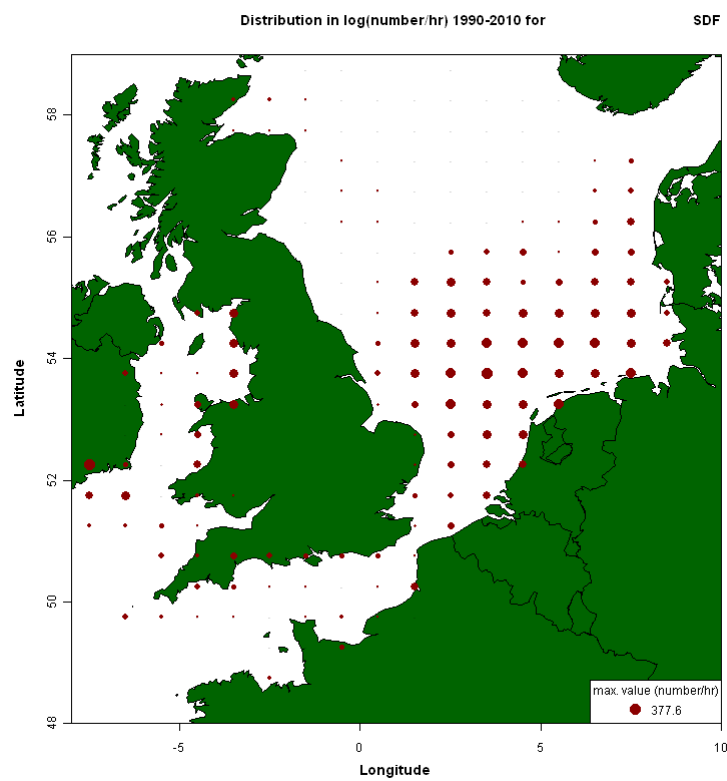 Distribution in log(number/hr) 1990-2010 for SDF
58
56
54
52
50
48
Latitude
max. value (number/hr)
377.6
-5 0 5 10
Longitude